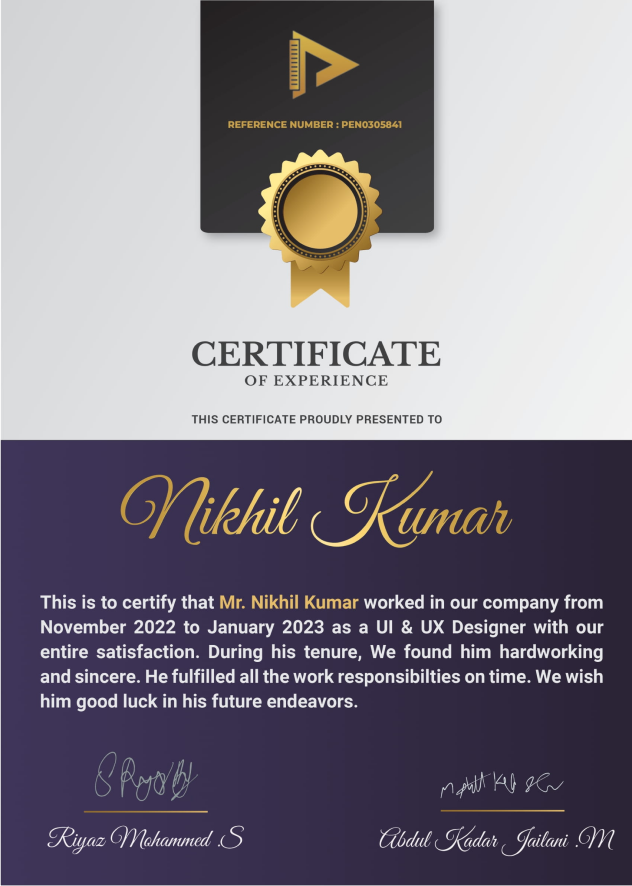 REFERENCE NUMBER : PEN0305841
CERTIFICATE
OF EXPERIENCE
THIS CERTIFICATE PROUDLY PRESENTED TO
Nikhil Kumar
This is to certify that Mr. Nikhil Kumar worked in our company from
November 2022 to January 2023 as a UI & UX Designer with our
entire satisfaction. During his tenure, We found him hardworking
and sincere. He fulfilled all the work responsibilties on time. We wish
him good luck in his future endeavors.
Riyaz Mohammed .S
Abdul Kadar Jailani .M